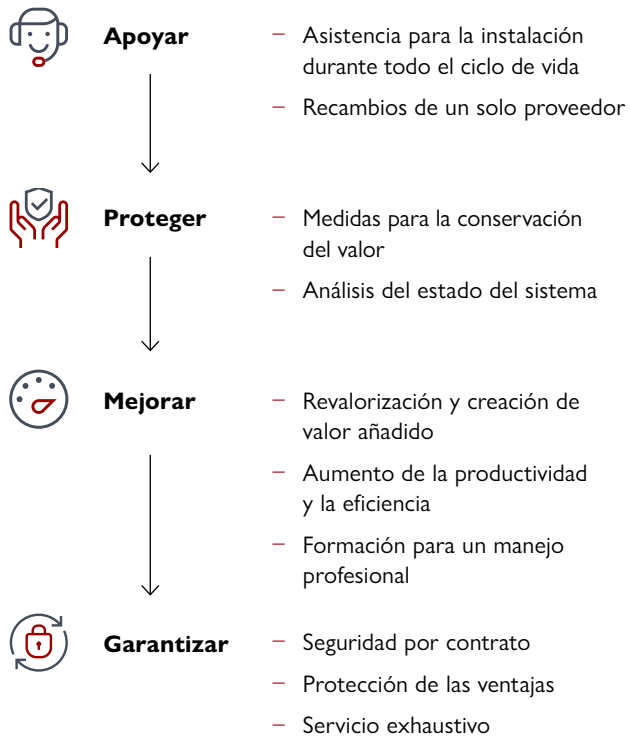 Apoyar
– Asistencia para la instalación
durante todo el ciclo de vida
– Recambios de un solo proveedor
Proteger
– Medidas para la conservación
del valor
– Análisis del estado del sistema
Mejorar
– Revalorización y creación de
valor añadido
– Aumento de la productividad
y la eficiencia
– Formación para un manejo
profesional
Garantizar
– Seguridad por contrato
– Protección de las ventajas
– Servicio exhaustivo